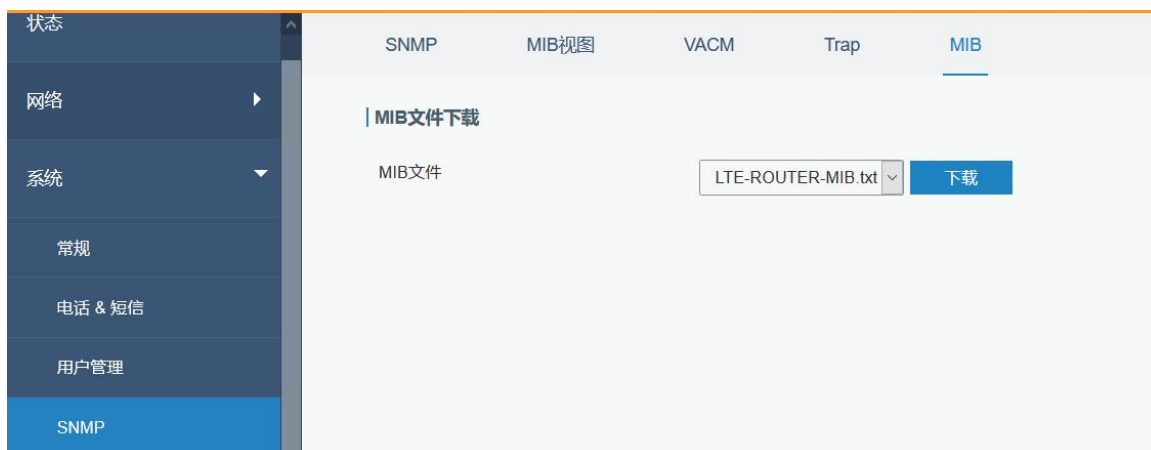 状态
网络
系统
常规
电话 & 短信
用户管理
SNMP
SNMP MIB视图 VACM Trap MIB
MIB文件下载
MIB文件 LTE-ROUTER-MIB.txt 下载